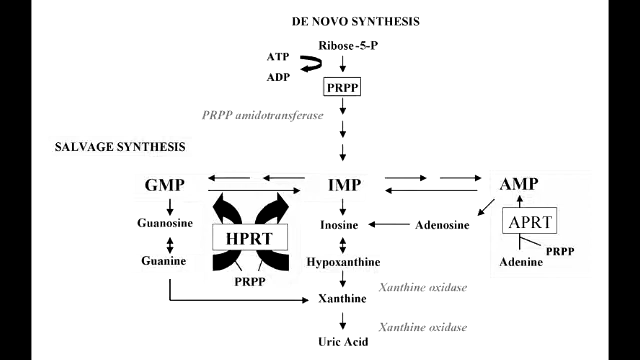 DE NOVO SYNTHESIS
Ribose-5-P
ATP
ADP
PRPP
PRPP amidotransferase
SALVAGE SYNTHESIS
GMP
IMP
AMP
Guanosine
HPRT
Inosine
Adenosine
APRT
Guanine
PRPP
Hypoxanthine
Adenine
PRPP
Xanthine
Xanthine oxidase
Xanthine oxidase
Uric Acid